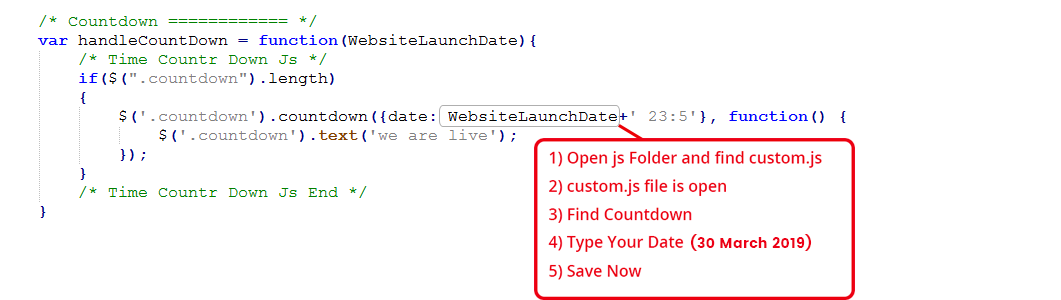 /* Countdown ============ */
var handleCountDown = function(WebsiteLaunchDate){
/* Time Countr Down Js */
if($(".countdown").length)
{
$('.countdown').countdown({date: WebsiteLaunchDate+' 23:5'}, function() {
$('.countdown').text('we are live');
});
}
/* Time Countr Down Js End */
}
1) Open js Folder and find custom.js
2) custom.js file is open
3) Find Countdown
4) Type Your Date (30 March 2019)
5) Save Now